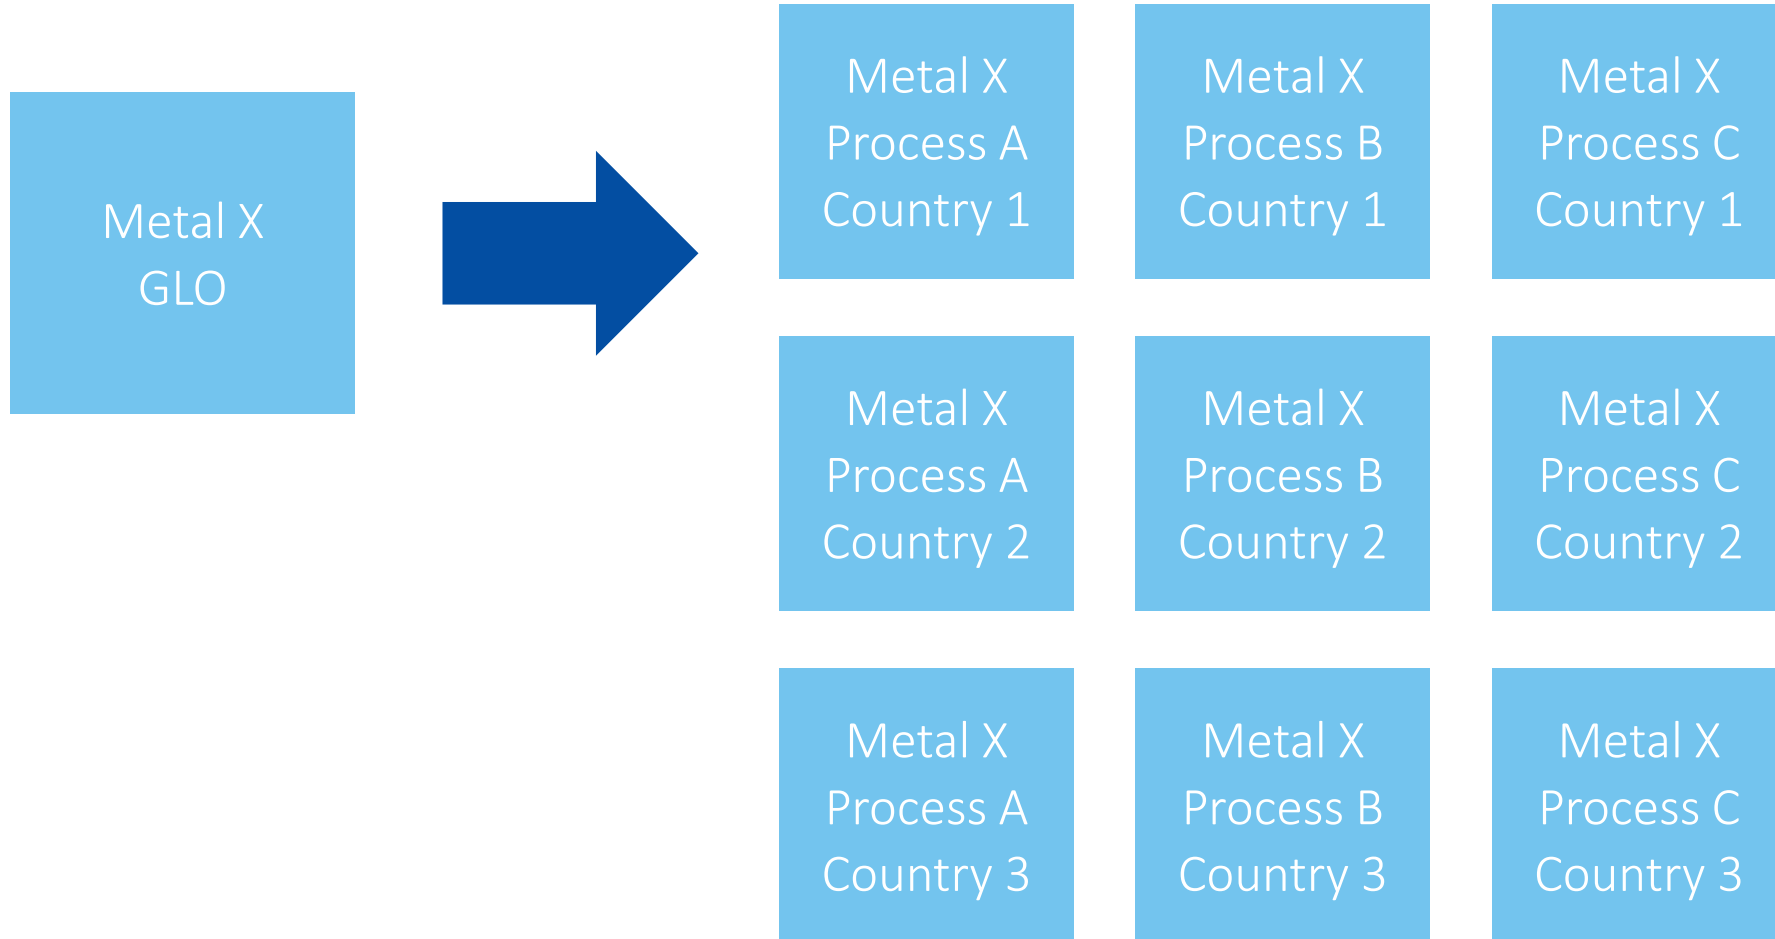 Metal X
GLO
Metal X
Process A
Country 1
Metal X
Process B
Country 1
Metal X
Process C
Country 1
Metal X
Process A
Country 2
Metal X
Process B
Country 2
Metal X
Process C
Country 2
Metal X
Process A
Country 3
Metal X
Process B
Country 3
Metal X
Process C
Country 3